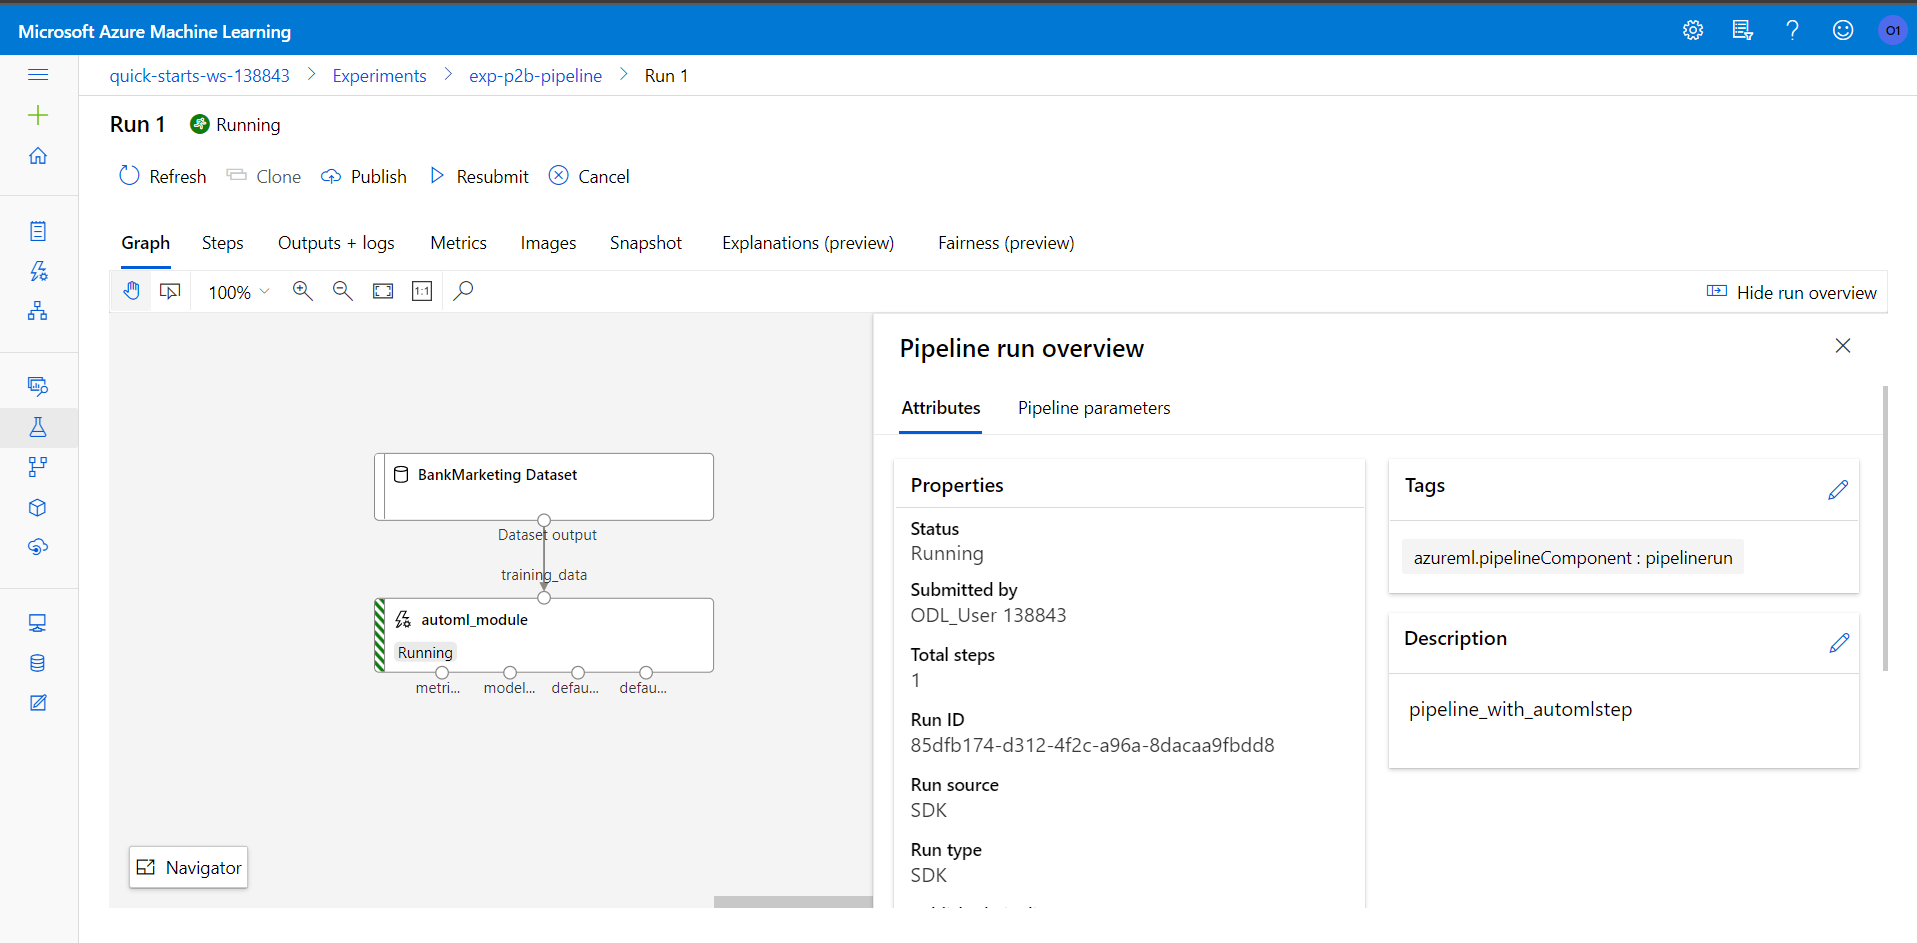 Microsoft Azure Machine Learning
O1
quick-starts-ws-138843 > Experiments > exp-p2b-pipeline > Run 1
Run 1 Running
Refresh Clone Publish Resubmit Cancel
Graph Steps Outputs + logs Metrics Images Snapshot Explanations (preview) Fairness (preview)
100% 1:1 Hide run overview
BankMarketing Dataset
Dataset output
training_data
automl_module
Running
metri... model... defau... defau...
Navigator
Pipeline run overview
Attributes Pipeline parameters
Properties
Status
Running
Submitted by
ODL_User 138843
Total steps
1
Run ID
85dfb174-d312-4f2c-a96a-8dacaa9fbdd8
Run source
SDK
Run type
SDK
Tags
azureml.pipelineComponent : pipelinerun
Description
pipeline_with_automlstep